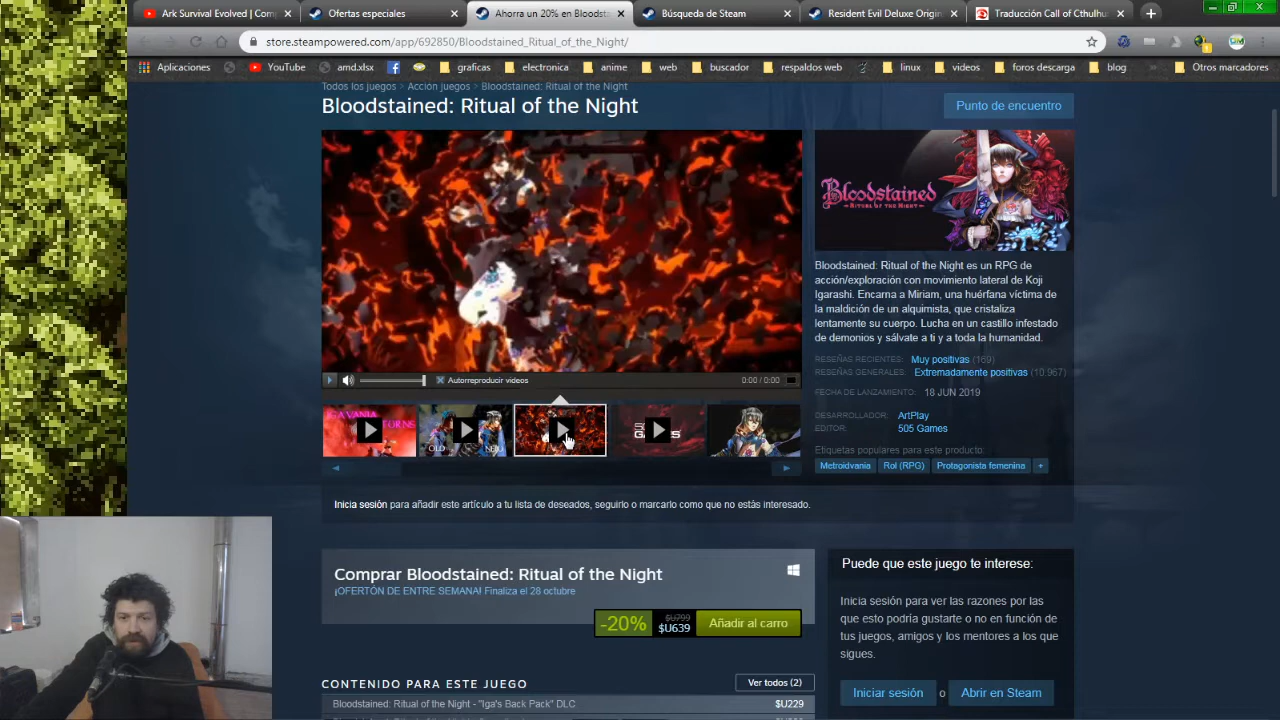 Ark Survival Evolved | Com
Ofertas especiales
Ahorra un 20% en Bloodst
Búsqueda de Steam
Resident Evil Deluxe Origin
Traducción Call of Cthulhu
store.steampowered.com/app/692850/Bloodstained_Ritual_of_the_Night/
Aplicaciones
YouTube
amd.xlsx
graficas
electronica
anime
web
buscador
respaldos web
linux
videos
foros descarga
blog
Otros marcadores
Todos los juegos > Acción juegos > Bloodstained: Ritual of the Night
Bloodstained: Ritual of the Night
Punto de encuentro
Bloodstained
RITUAL OF THE NIGHT
Bloodstained: Ritual of the Night es un RPG de
acción/exploración con movimiento lateral de Koji
Igarashi. Encarna a Miriam, una huérfana víctima de
la maldición de un alquimista, que cristaliza
lentamente su cuerpo. Lucha en un castillo infestado
de demonios y sálvate a ti y a toda la humanidad.
RESEÑAS RECIENTES: Muy positivas (169)
RESEÑAS GENERALES: Extremadamente positivas (10,967)
FECHA DE LANZAMIENTO: 18 JUN 2019
DESARROLLADOR: ArtPlay
EDITOR: 505 Games
Etiquetas populares para este producto:
Metroidvania
Rol (RPG)
Protagonista femenina
+
Autorreproducir videos
0:00 / 0:00
OLD
NEW
Inicia sesión para añadir este artículo a tu lista de deseados, seguirlo o marcarlo como que no estás interesado.
Comprar Bloodstained: Ritual of the Night
¡OFERTÓN DE ENTRE SEMANA! Finaliza el 28 octubre
-20%
$U799
$U639
Añadir al carro
Puede que este juego te interese:
Inicia sesión para ver las razones por las
que esto podría gustarte o no en función de
tus juegos, amigos y los mentores a los que
sigues.
Iniciar sesión o Abrir en Steam
CONTENIDO PARA ESTE JUEGO
Ver todos (2)
Bloodstained: Ritual of the Night - "Iga's Back Pack" DLC
$U229